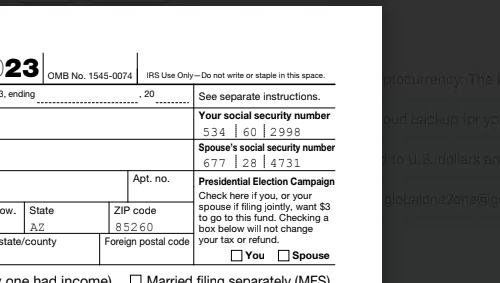 23 OMB No. 1545-0074 IRS Use Only—Do not write or staple in this space.
3, ending , 20 See separate instructions.
Your social security number
534 60 2998
Spouse's social security number
677 28 4731
Apt. no.
Presidential Election Campaign
Check here if you, or your
spouse if filing jointly, want $3
to go to this fund. Checking a
box below will not change
your tax or refund.
You Spouse
ow. State ZIP code
AZ 85260
state/county Foreign postal code
y one had income) Married filing separately (MFS)
ptocurrency. The
oud backup for yo
to U.S. dollars an